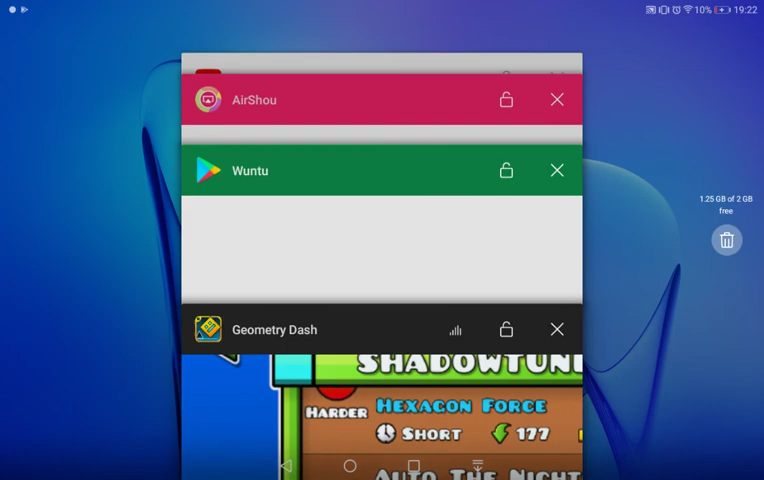 10% 19:22
AirShou
Wuntu
1.25 GB of 2 GB
free
Geometry Dash
HARDER
HEXAGON FORCE
SHORT 177